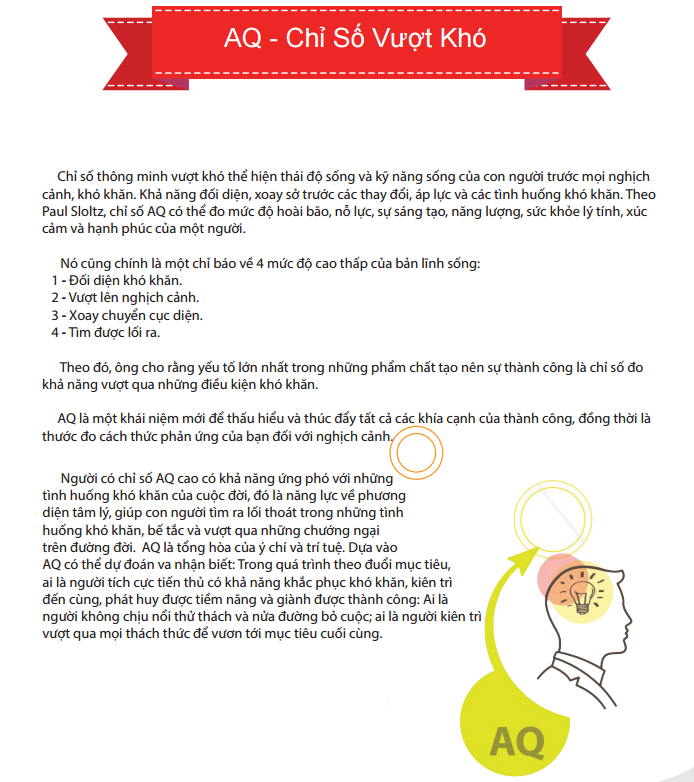 AQ - Chỉ Số Vượt Khó
Chỉ số thông minh vượt khó thể hiện thái độ sống và kỹ năng sống của con người trước mọi nghịch
cảnh, khó khăn. Khả năng đối diện, xoay sở trước các thay đổi, áp lực và các tình huống khó khăn. Theo
Paul Sloltz, chỉ số AQ có thể đo mức độ hoài bão, nỗ lực, sự sáng tạo, năng lượng, sức khỏe lý tính, xúc
cảm và hạnh phúc của một người.
Nó cũng chính là một chỉ báo về 4 mức độ cao thấp của bản lĩnh sống:
1 - Đối diện khó khăn.
2 - Vượt lên nghịch cảnh.
3 - Xoay chuyển cục diện.
4 - Tìm được lối ra.
Theo đó, ông cho rằng yếu tố lớn nhất trong những phẩm chất tạo nên sự thành công là chỉ số đo
khả năng vượt qua những điều kiện khó khăn.
AQ là một khái niệm mới để thấu hiểu và thúc đẩy tất cả các khía cạnh của thành công, đồng thời là
thước đo cách thức phản ứng của bạn đối với nghịch cảnh.
Người có chỉ số AQ cao có khả năng ứng phó với những
tình huống khó khăn của cuộc đời, đó là năng lực về phương
diện tâm lý, giúp con người tìm ra lối thoát trong những tình
huống khó khăn, bế tắc và vượt qua những chướng ngại
trên đường đời. AQ là tổng hòa của ý chí và trí tuệ. Dựa vào
AQ có thể dự đoán va nhận biết: Trong quá trình theo đuổi mục tiêu,
ai là người tích cực tiến thủ có khả năng khắc phục khó khăn, kiên trì
đến cùng, phát huy được tiềm năng và giành được thành công: Ai là
người không chịu nổi thử thách và nửa đường bỏ cuộc; ai là người kiên trì
vượt qua mọi thách thức để vươn tới mục tiêu cuối cùng.
AQ